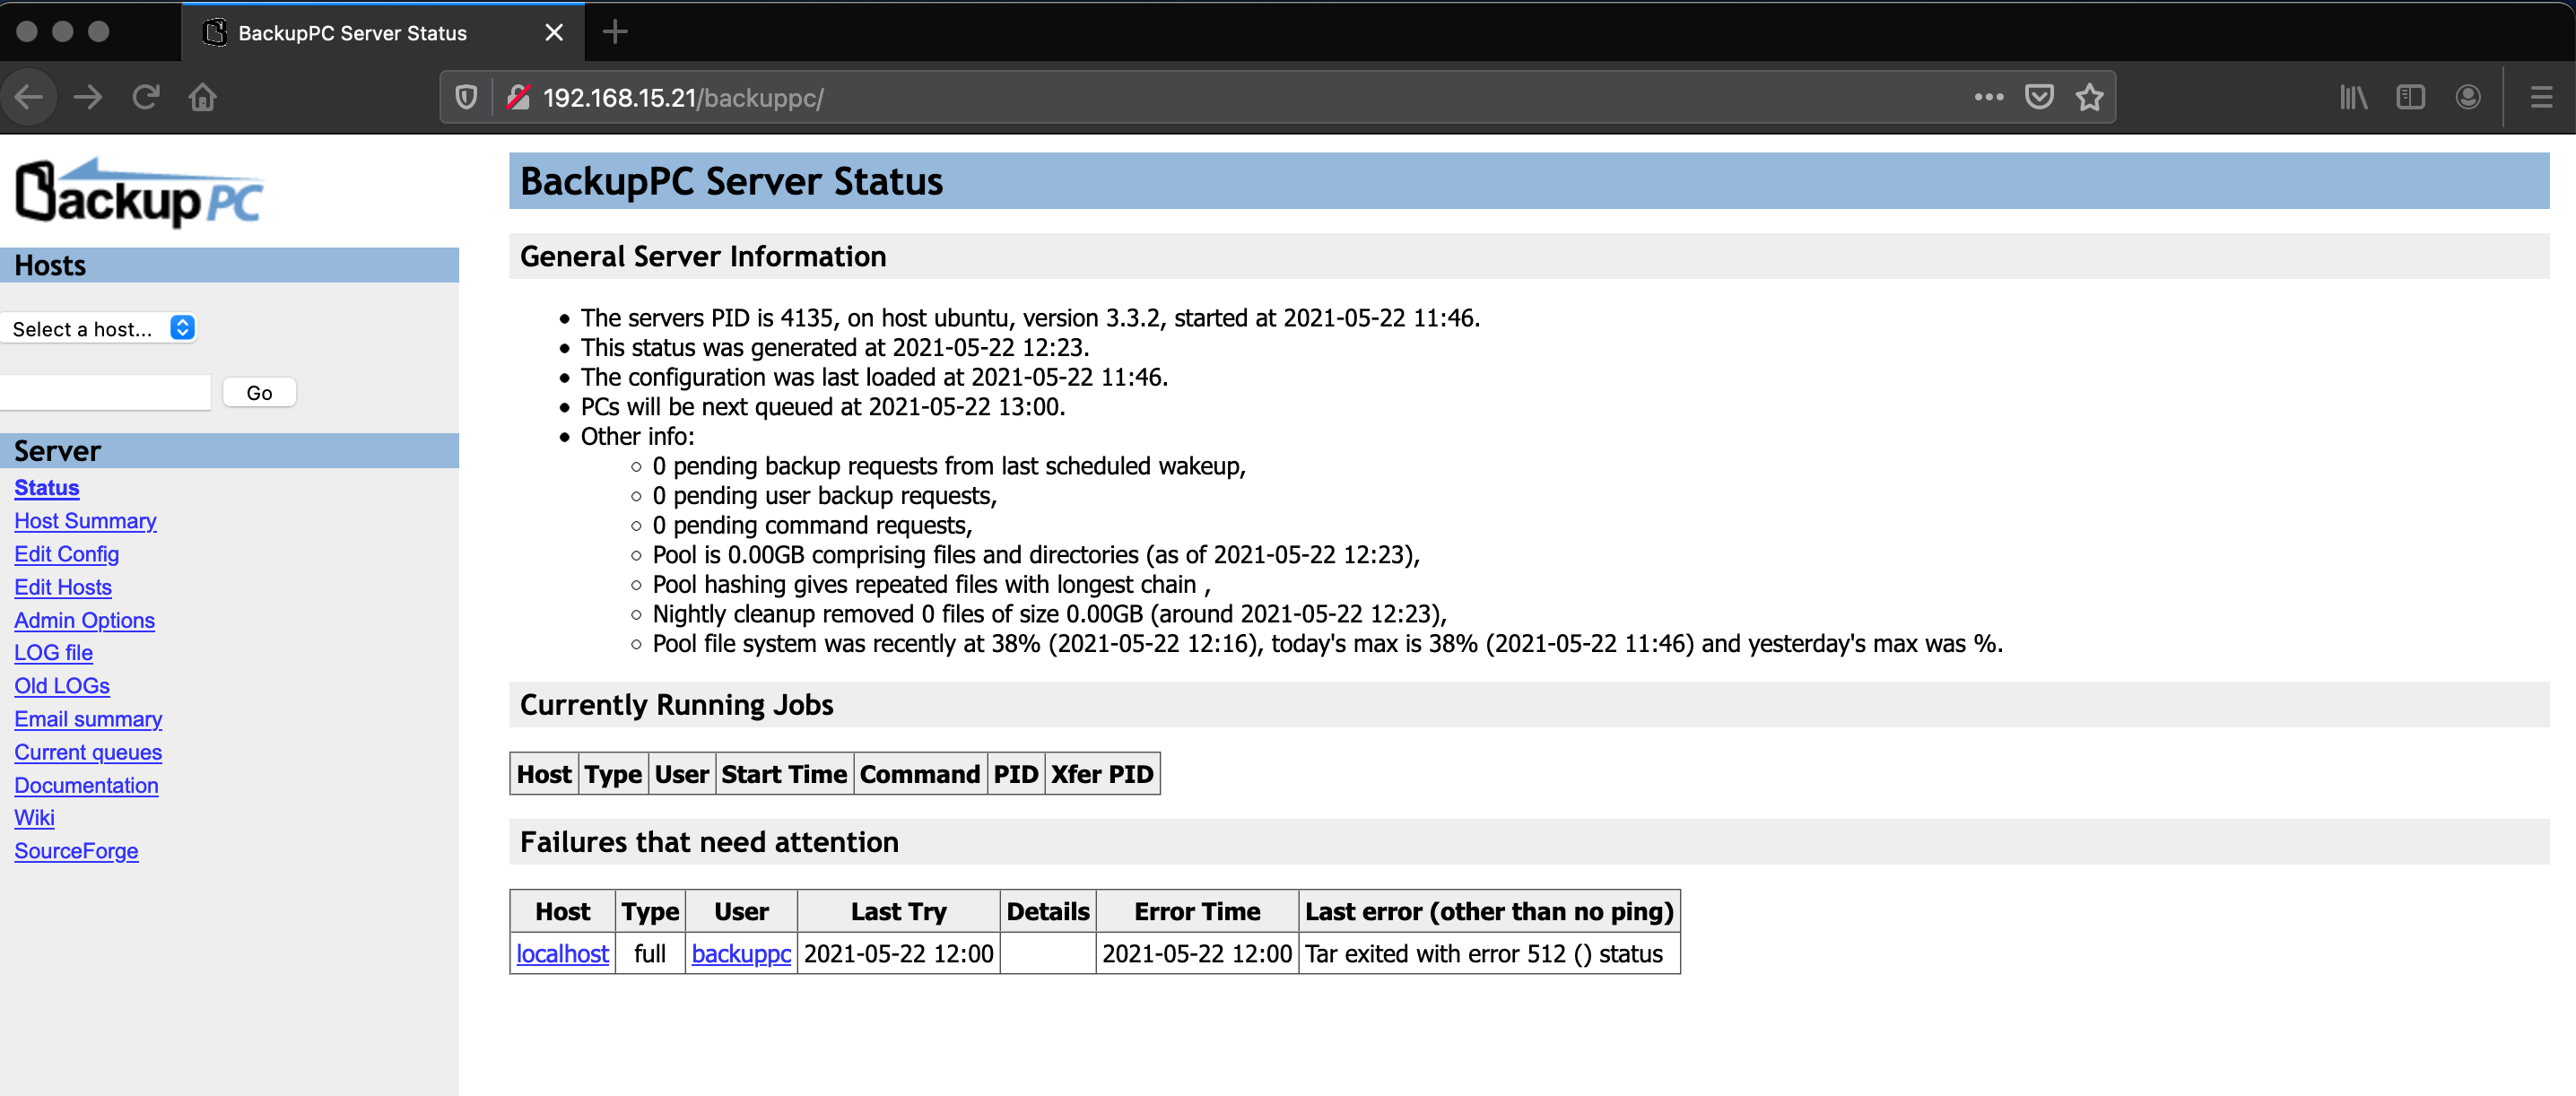 BackupPC Server Status
192.168.15.21/backuppc/
BackupPC
Hosts
Select a host...
Go
Server
Status
Host Summary
Edit Config
Edit Hosts
Admin Options
LOG file
Old LOGs
Email summary
Current queues
Documentation
Wiki
SourceForge
BackupPC Server Status
General Server Information
The servers PID is 4135, on host ubuntu, version 3.3.2, started at 2021-05-22 11:46.
This status was generated at 2021-05-22 12:23.
The configuration was last loaded at 2021-05-22 11:46.
PCs will be next queued at 2021-05-22 13:00.
Other info:
0 pending backup requests from last scheduled wakeup,
0 pending user backup requests,
0 pending command requests,
Pool is 0.00GB comprising files and directories (as of 2021-05-22 12:23),
Pool hashing gives repeated files with longest chain ,
Nightly cleanup removed 0 files of size 0.00GB (around 2021-05-22 12:23),
Pool file system was recently at 38% (2021-05-22 12:16), today's max is 38% (2021-05-22 11:46) and yesterday's max was %.
Currently Running Jobs
Host Type User Start Time Command PID Xfer PID
Failures that need attention
Host Type User Last Try Details Error Time Last error (other than no ping)
localhost full backuppc 2021-05-22 12:00 2021-05-22 12:00 Tar exited with error 512 () status